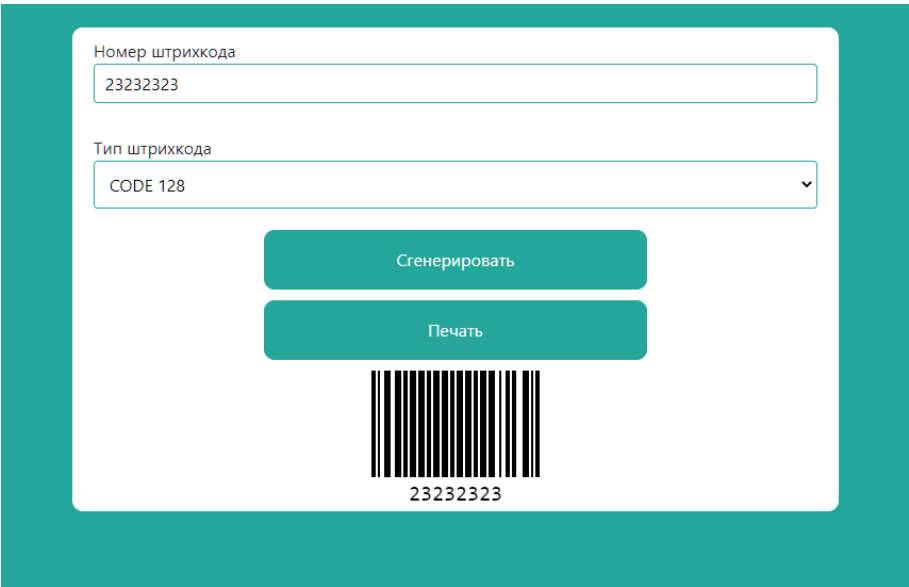 Номер штрихкода
23232323
Тип штрихкода
CODE 128
Сгенерировать
Печать
23232323